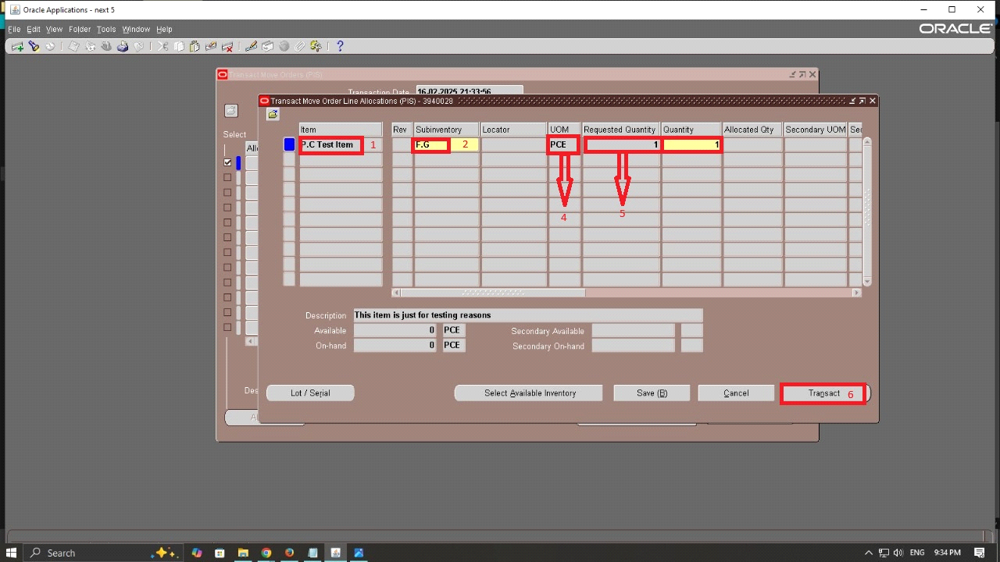 Oracle Applications - next 5
File Edit View Folder Tools Window Help
ORACLE
Transact Move Orders (PIS)
Transaction Date 16-02-2025 21:33:56
Transact Move Order Line Allocations (PIS) - 3940028
Select
Item Rev Subinventory Locator UOM Requested Quantity Quantity Allocated Qty Secondary UOM Sec
All
P.C Test Item 1 F.G 2 PCE 1 1
4 5
Description This item is just for testing reasons
Available 0 PCE Secondary Available
On-hand 0 PCE Secondary On-hand
Des
Lot / Serial Select Available Inventory Save (B) Cancel Transact 6
Search ENG 9:34 PM